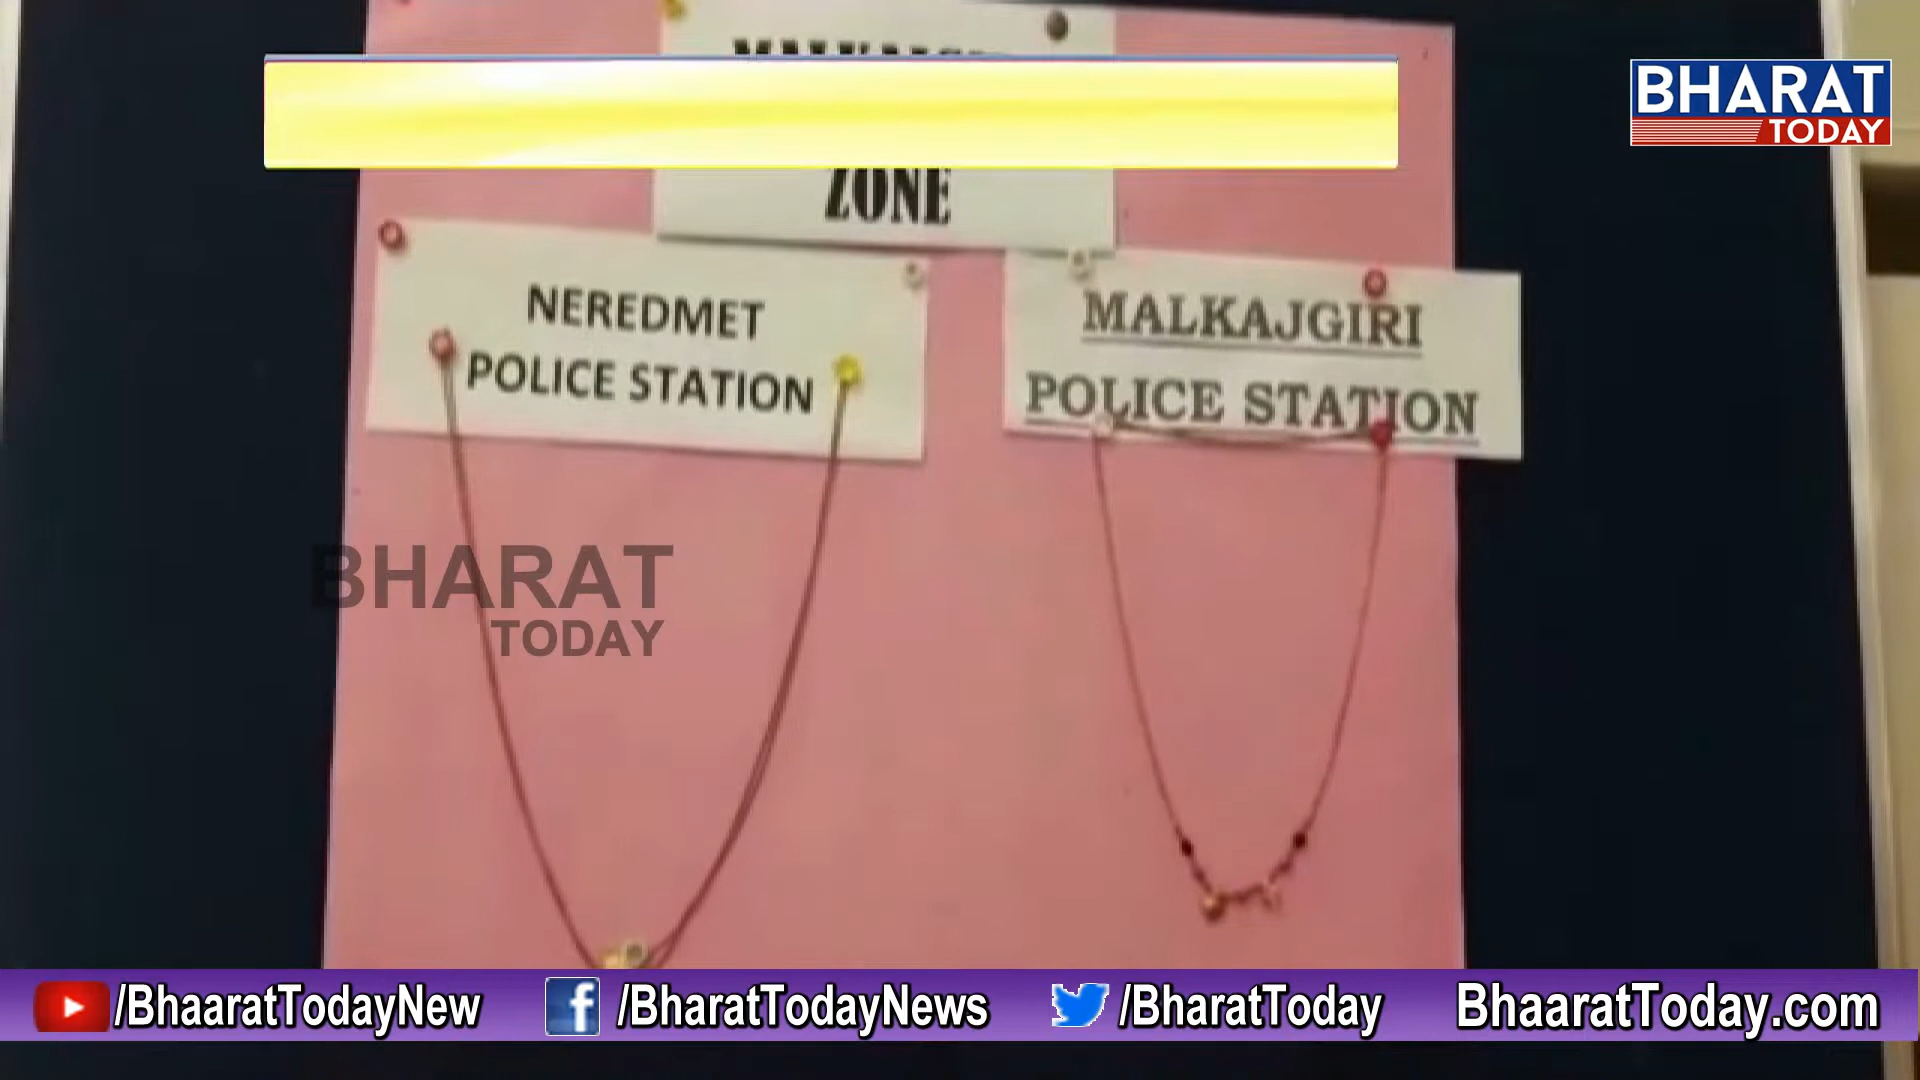 BHARAT
TODAY
ZONE
NEREDMET
POLICE STATION
MALKAJGIRI
POLICE STATION
BHARAT
TODAY
/BhaaratTodayNew
/BharatTodayNews
/BharatToday
BhaaratToday.com